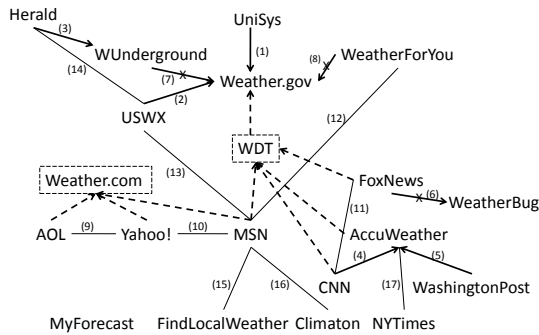 Herald
UniSys
(3)
WUnderground
(1)
(8)
X
WeatherForYou
(14)
(7)
X
Weather.gov
(2)
USWX
(12)
WDT
(13)
Weather.com
FoxNews
X
(6)
WeatherBug
(11)
AOL
(9)
Yahoo!
(10)
MSN
AccuWeather
(4)
(5)
CNN
WashingtonPost
(15)
(16)
(17)
MyForecast
FindLocalWeather
Climaton
NYTimes